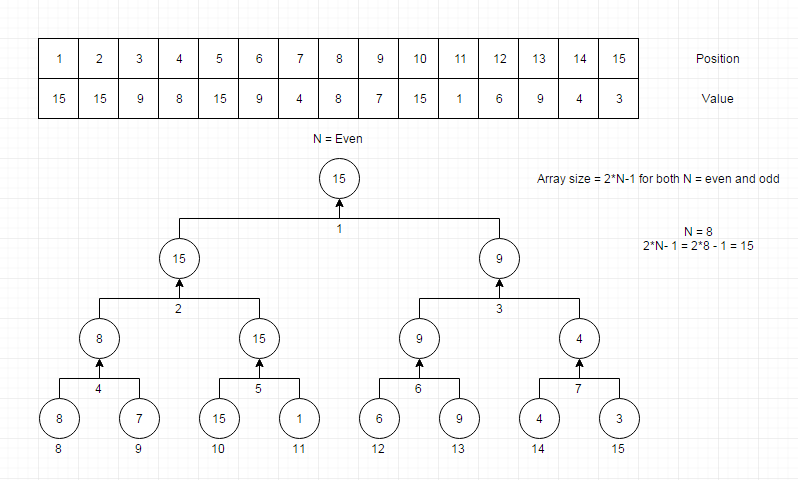 1 2 3 4 5 6 7 8 9 10 11 12 13 14 15 Position
15 15 9 8 15 9 4 8 7 15 1 6 9 4 3 Value
N = Even
15
Array size = 2*N-1 for both N = even and odd
1
N = 8
2*N- 1 = 2*8 - 1 = 15
15 9
2 3
8 15 9 4
4 5 6 7
8 7 15 1 6 9 4 3
8 9 10 11 12 13 14 15